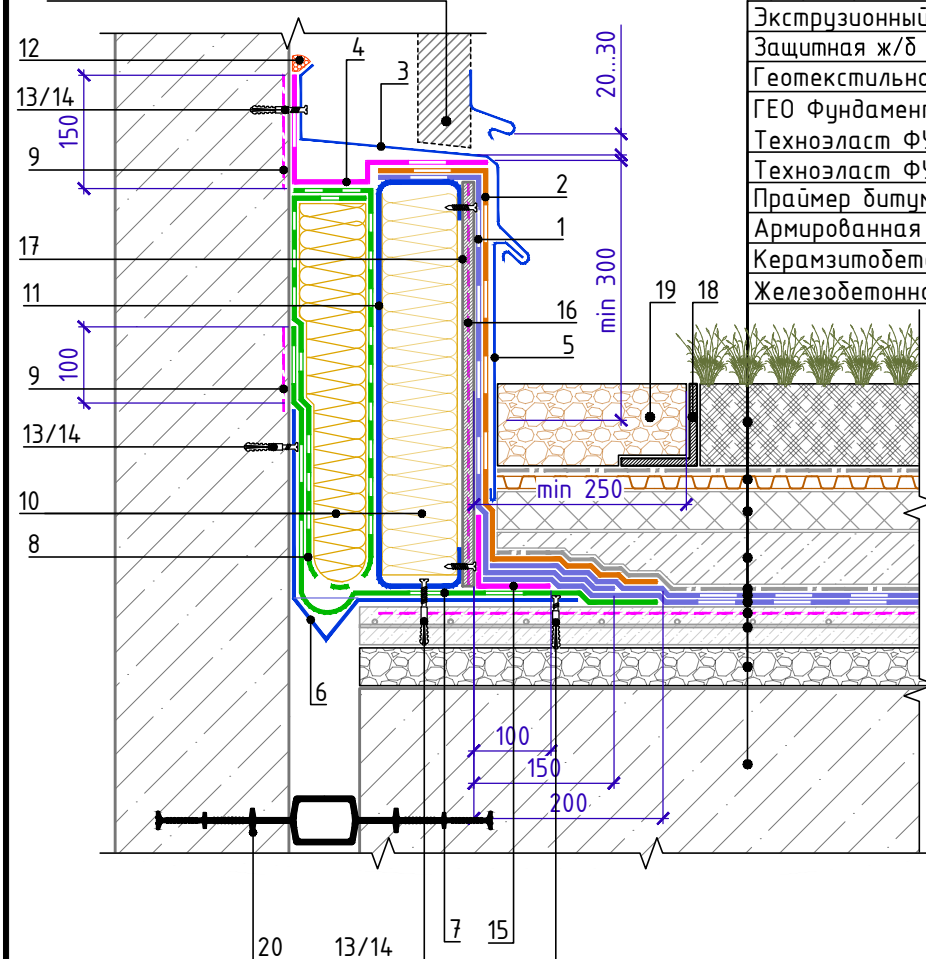 Экструзионный
Защитная ж/б
Геотекстильно
ГЕО Фундамент
Техноэласт ФУ
Техноэласт ФУ
Праймер битум
Армированная
Керамзитобето
Железобетонно
12
4
3
20...30
13/14
150
9
2
1
17
11
min 300
19
18
16
5
100
9
13/14
min 250
10
8
6
100
150
200
7
15
20
13/14